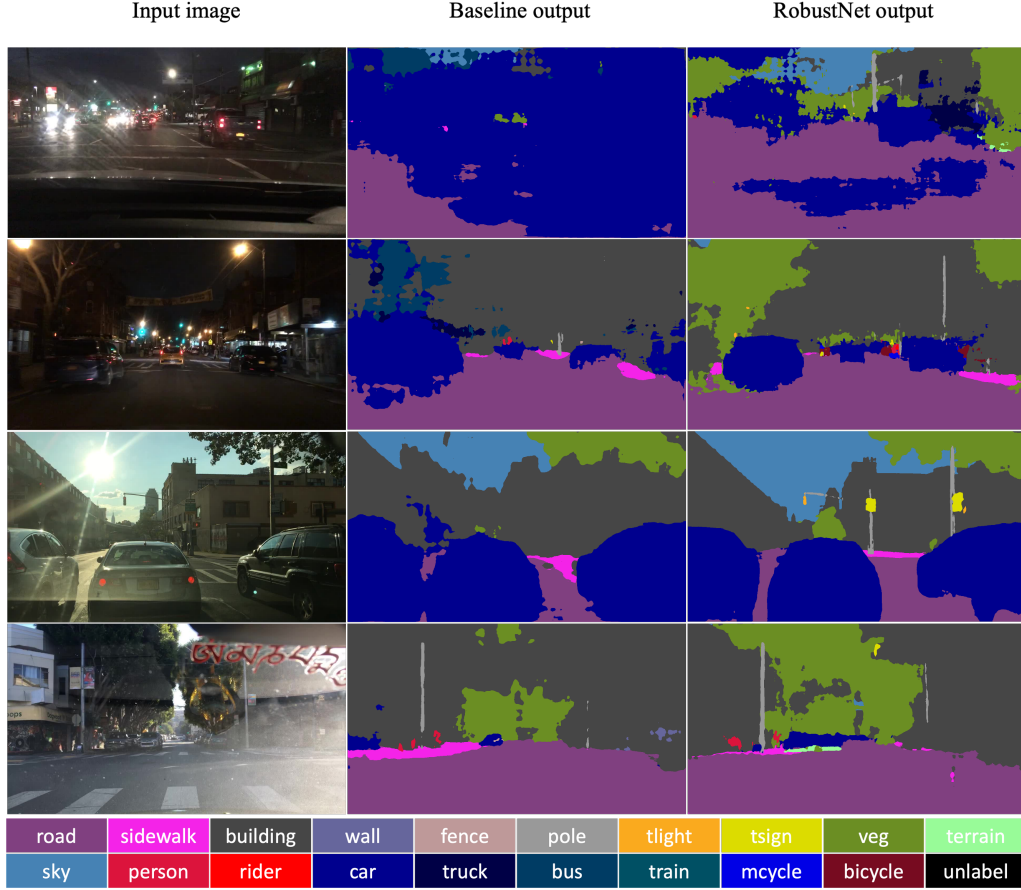 Input image
Baseline output
RobustNet output
road
sidewalk
building
wall
fence
pole
tlight
tsign
veg
terrain
sky
person
rider
car
truck
bus
train
mcycle
bicycle
unlabel